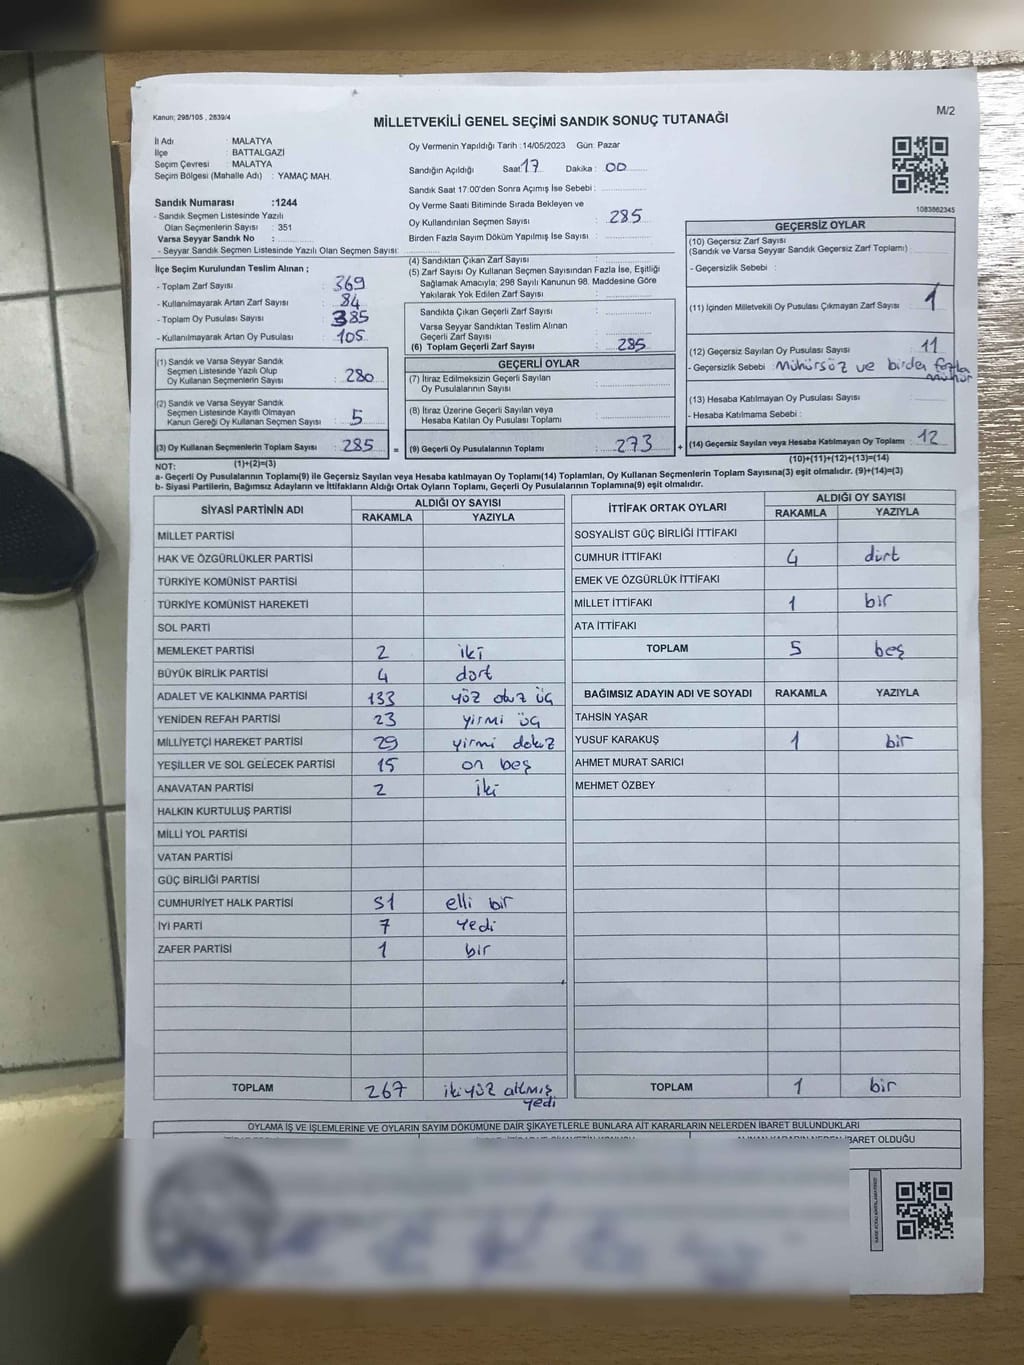 Kanun; 298/105 , 2839/4
M/2
MİLLETVEKİLİ GENEL SEÇİMİ SANDIK SONUÇ TUTANAĞI
İl Adı : MALATYA
İlçe : BATTALGAZİ
Seçim Çevresi : MALATYA
Seçim Bölgesi (Mahalle Adı) : YAMAÇ MAH.
Sandık Numarası :1244
- Sandık Seçmen Listesinde Yazılı
Olan Seçmenlerin Sayısı : 351
Varsa Seyyar Sandık No :
- Seyyar Sandık Seçmen Listesinde Yazılı Olan Seçmen Sayısı:
Oy Vermenin Yapıldığı Tarih :14/05/2023 Gün: Pazar
Sandığın Açıldığı Saat: 17 Dakika : 00
Sandık Saat 17.00'den Sonra Açımış İse Sebebi :
Oy Verme Saati Bitiminde Sırada Bekleyen ve
Oy Kullandırılan Seçmen Sayısı : 285
Birden Fazla Sayım Döküm Yapılmış İse Sayısı :
1083862345
İlçe Seçim Kurulundan Teslim Alınan ;
- Toplam Zarf Sayısı : 369
- Kullanılmayarak Artan Zarf Sayısı : 84
- Toplam Oy Pusulası Sayısı : 385
- Kullanılmayarak Artan Oy Pusulası : 105
(1) Sandık ve Varsa Seyyar Sandık
Seçmen Listesinde Yazılı Olup
Oy Kullanan Seçmenlerin Sayısı : 280
(2) Sandık ve Varsa Seyyar Sandık
Seçmen Listesinde Kayıtlı Olmayan
Kanun Gereği Oy Kullanan Seçmen Sayısı : 5
(3) Oy Kullanan Seçmenlerin Toplam Sayısı : 285
(4) Sandıktan Çıkan Zarf Sayısı :
(5) Zarf Sayısı Oy Kullanan Seçmen Sayısından Fazla İse, Eşitliği
Sağlamak Amacıyla; 298 Sayılı Kanunun 98. Maddesine Göre
Yakılarak Yok Edilen Zarf Sayısı :
Sandıkta Çıkan Geçerli Zarf Sayısı :
Varsa Seyyar Sandıktan Teslim Alınan
Geçerli Zarf Sayısı :
(6) Toplam Geçerli Zarf Sayısı : 285
GEÇERLİ OYLAR
(7) İtiraz Edilmeksizin Geçerli Sayılan
Oy Pusulasının Sayısı :
(8) İtiraz Üzerine Geçerli Sayılan veya
Hesaba Katılan Oy Pusulası Toplamı :
= (9) Geçerli Oy Pusulalarının Toplamı : 273 +
GEÇERSİZ OYLAR
(10) Geçersiz Zarf Sayısı
(Sandık ve Varsa Seyyar Sandık Geçersiz Zarf Toplamı) :
- Geçersizlik Sebebi :
(11) İçinden Milletvekili Oy Pusulası Çıkmayan Zarf Sayısı : 1
(12) Geçersiz Sayılan Oy Pusulası Sayısı : 11
- Geçersizlik Sebebi : Mühürsöz ve birden fazla
mühür
(13) Hesaba Katılmayan Oy Pusulası Sayısı :
- Hesaba Katılmama Sebebi :
(14) Geçersiz Sayılan veya Hesaba Katılmayan Oy Toplamı : 12
NOT: (1)+(2)=(3)
(10)+(11)+(12)+(13)=(14)
a- Geçerli Oy Pusulalarının Toplamı(9) ile Geçersiz Sayılan veya Hesaba katılmayan Oy Toplamı(14) Toplamları, Oy Kullanan Seçmenlerin Toplam Sayısına(3) eşit olmalıdır. (9)+(14)=(3)
b- Siyasi Partilerin, Bağımsız Adayların ve İttifakların Aldığı Ortak Oyların Toplamı, Geçerli Oy Pusulalarının Toplamına(9) eşit olmalıdır.
SİYASİ PARTİNİN ADI ALDIĞI OY SAYISI
RAKAMLA YAZIYLA
MİLLET PARTİSİ
HAK VE ÖZGÜRLÜKLER PARTİSİ
TÜRKİYE KOMÜNİST PARTİSİ
TÜRKİYE KOMÜNİST HAREKETİ
SOL PARTİ
MEMLEKET PARTİSİ 2 iki
BÜYÜK BİRLİK PARTİSİ 4 dört
ADALET VE KALKINMA PARTİSİ 133 yöz otuz üç
YENİDEN REFAH PARTİSİ 23 yirmi üç
MİLLİYETÇİ HAREKET PARTİSİ 29 yirmi dokuz
YEŞİLLER VE SOL GELECEK PARTİSİ 15 on beş
ANAVATAN PARTİSİ 2 iki
HALKIN KURTULUŞ PARTİSİ
MİLLİ YOL PARTİSİ
VATAN PARTİSİ
GÜÇ BİRLİĞİ PARTİSİ
CUMHURİYET HALK PARTİSİ 51 elli bir
İYİ PARTİ 7 yedi
ZAFER PARTİSİ 1 bir
TOPLAM 267 ikiyüz altmış
yedi
İTTİFAK ORTAK OYLARI ALDIĞI OY SAYISI
RAKAMLA YAZIYLA
SOSYALİST GÜÇ BİRLİĞİ İTTİFAKI
CUMHUR İTTİFAKI 4 dört
EMEK VE ÖZGÜRLÜK İTTİFAKI
MİLLET İTTİFAKI 1 bir
ATA İTTİFAKI
TOPLAM 5 beş
BAĞIMSIZ ADAYIN ADI VE SOYADI RAKAMLA YAZIYLA
TAHSİN YAŞAR
YUSUF KARAKUŞ 1 bir
AHMET MURAT SARICI
MEHMET ÖZBEY
TOPLAM 1 bir
OYLAMA İŞ VE İŞLEMLERİNE VE OYLARIN SAYIM DÖKÜMÜNE DAİR ŞİKAYETLERLE BUNLARA AİT KARARLARIN NELERDEN İBARET BULUNDUKLARI
İBARET OLDUĞU